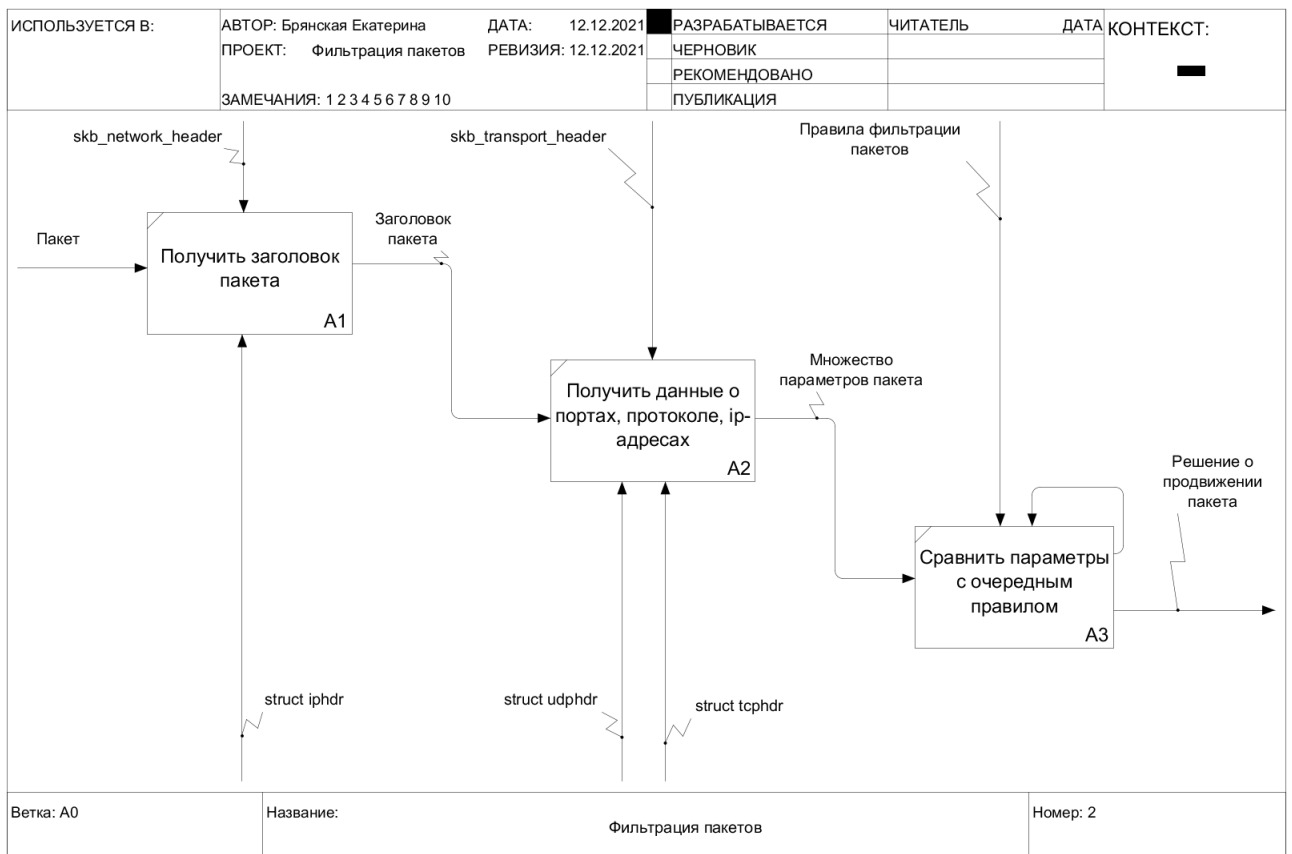 ИСПОЛЬЗУЕТСЯ В:
АВТОР: Брянская Екатерина
ДАТА: 12.12.2021
ПРОЕКТ: Фильтрация пакетов
РЕВИЗИЯ: 12.12.2021
ЗАМЕЧАНИЯ: 1 2 3 4 5 6 7 8 9 10
РАЗРАБАТЫВАЕТСЯ
ЧЕРНОВИК
РЕКОМЕНДОВАНО
ПУБЛИКАЦИЯ
ЧИТАТЕЛЬ
ДАТА
КОНТЕКСТ:
skb_network_header
skb_transport_header
Правила фильтрации
пакетов
Пакет
Получить заголовок
пакета
A1
Заголовок
пакета
Получить данные о
портах, протоколе, ip-
адресах
A2
Множество
параметров пакета
Сравнить параметры
с очередным
правилом
A3
Решение о
продвижении
пакета
struct iphdr
struct udphdr
struct tcphdr
Ветка: A0
Название:
Фильтрация пакетов
Номер: 2